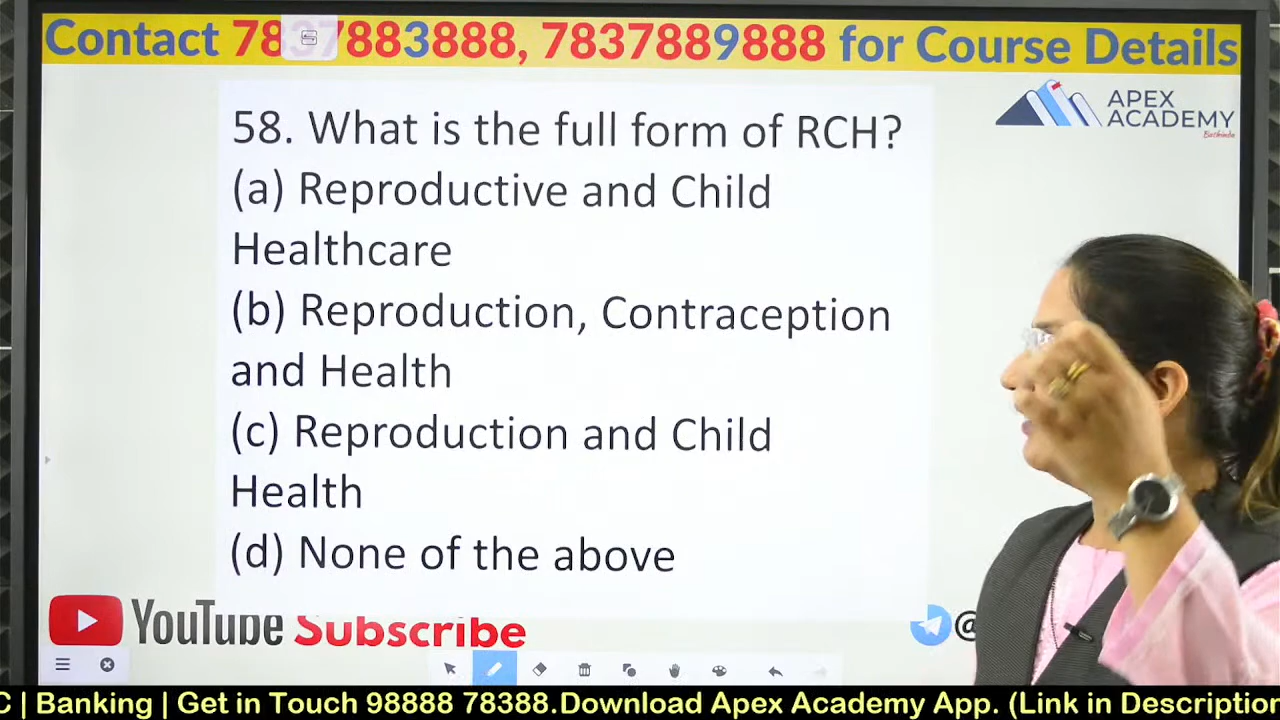 Contact 7837883888, 7837889888 for Course Details
APEX
ACADEMY
Bathinda
58. What is the full form of RCH?
(a) Reproductive and Child
Healthcare
(b) Reproduction, Contraception
and Health
(c) Reproduction and Child
Health
(d) None of the above
YouTube Subscribe
@
C | Banking | Get in Touch 98888 78388.Download Apex Academy App. (Link in Description